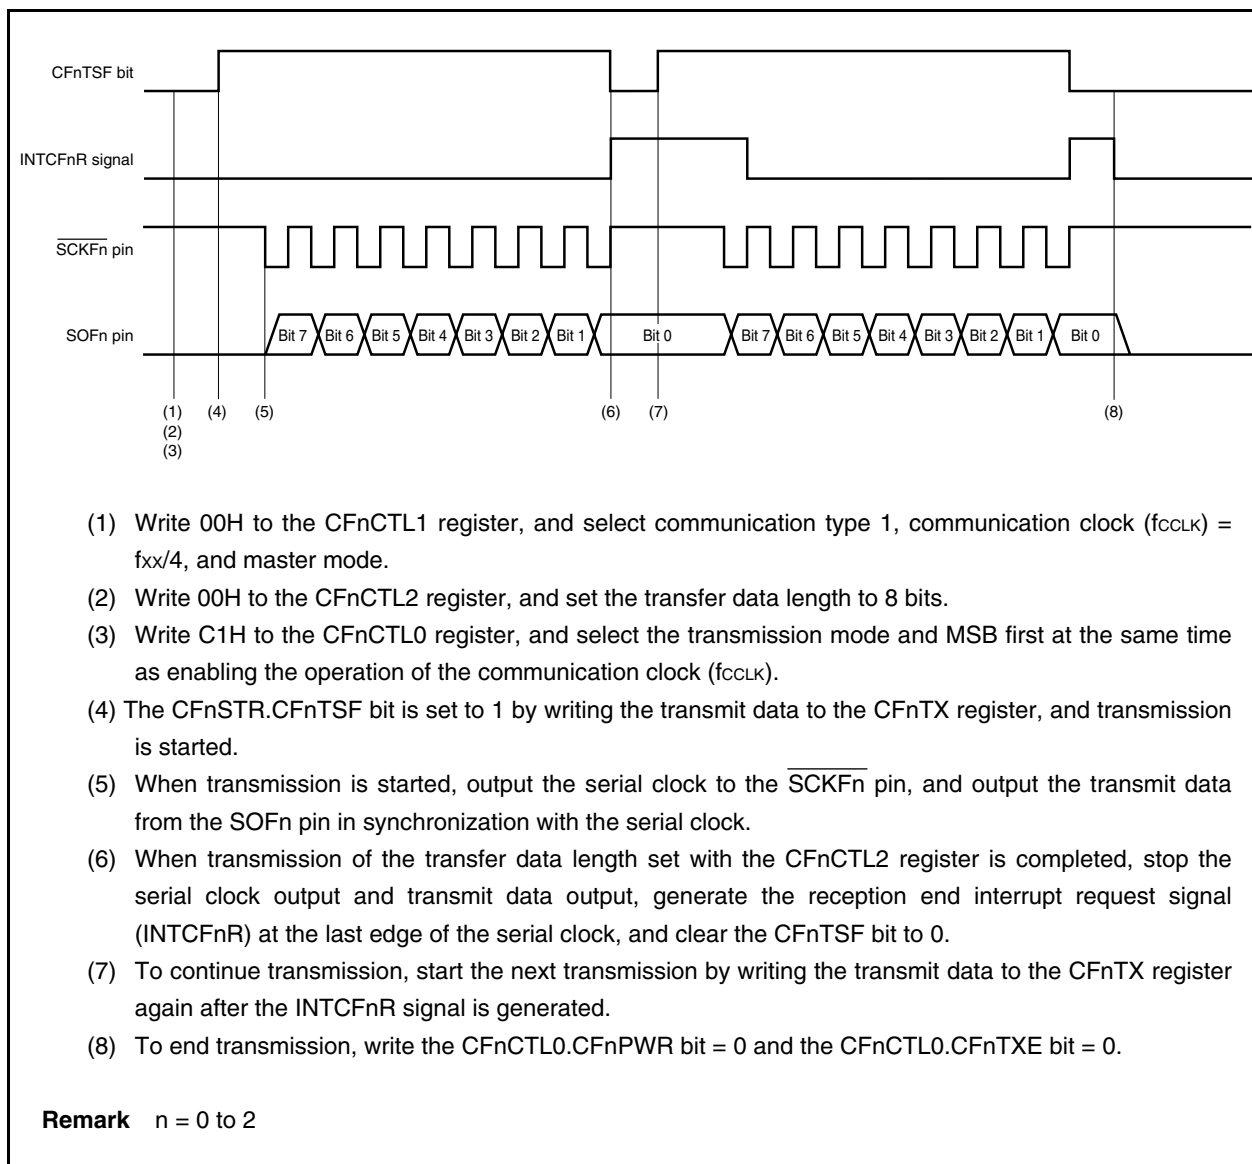 CFnTSF bit
INTCFnR signal
SCKFn pin
SOFn pin
Bit 7 Bit 6 Bit 5 Bit 4 Bit 3 Bit 2 Bit 1 Bit 0 Bit 7 Bit 6 Bit 5 Bit 4 Bit 3 Bit 2 Bit 1 Bit 0
(1) (4) (5) (6) (7) (8)
(2)
(3)
(1) Write 00H to the CFnCTL1 register, and select communication type 1, communication clock (fCCLK) =
fxx/4, and master mode.
(2) Write 00H to the CFnCTL2 register, and set the transfer data length to 8 bits.
(3) Write C1H to the CFnCTL0 register, and select the transmission mode and MSB first at the same time
as enabling the operation of the communication clock (fCCLK).
(4) The CFnSTR.CFnTSF bit is set to 1 by writing the transmit data to the CFnTX register, and transmission
is started.
(5) When transmission is started, output the serial clock to the SCKFn pin, and output the transmit data
from the SOFn pin in synchronization with the serial clock.
(6) When transmission of the transfer data length set with the CFnCTL2 register is completed, stop the
serial clock output and transmit data output, generate the reception end interrupt request signal
(INTCFnR) at the last edge of the serial clock, and clear the CFnTSF bit to 0.
(7) To continue transmission, start the next transmission by writing the transmit data to the CFnTX register
again after the INTCFnR signal is generated.
(8) To end transmission, write the CFnCTL0.CFnPWR bit = 0 and the CFnCTL0.CFnTXE bit = 0.
Remark n = 0 to 2